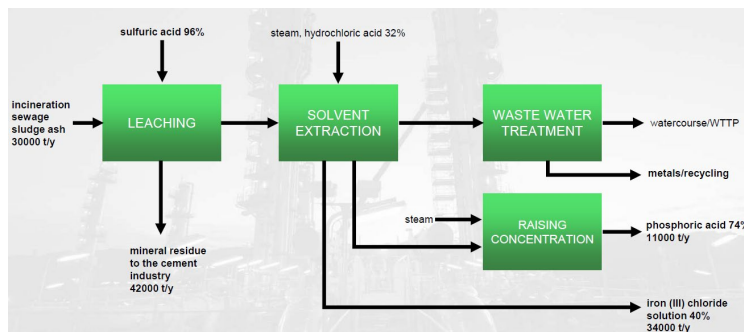 sulfuric acid 96%
steam, hydrochloric acid 32%
incineration
sewage
sludge ash
30000 t/y
LEACHING
SOLVENT
EXTRACTION
WASTE WATER
TREATMENT
watercourse/WTTP
metals/recycling
steam
RAISING
CONCENTRATION
phosphoric acid 74%
11000 t/y
mineral residue
to the cement
industry
42000 t/y
iron (III) chloride
solution 40%
34000 t/y